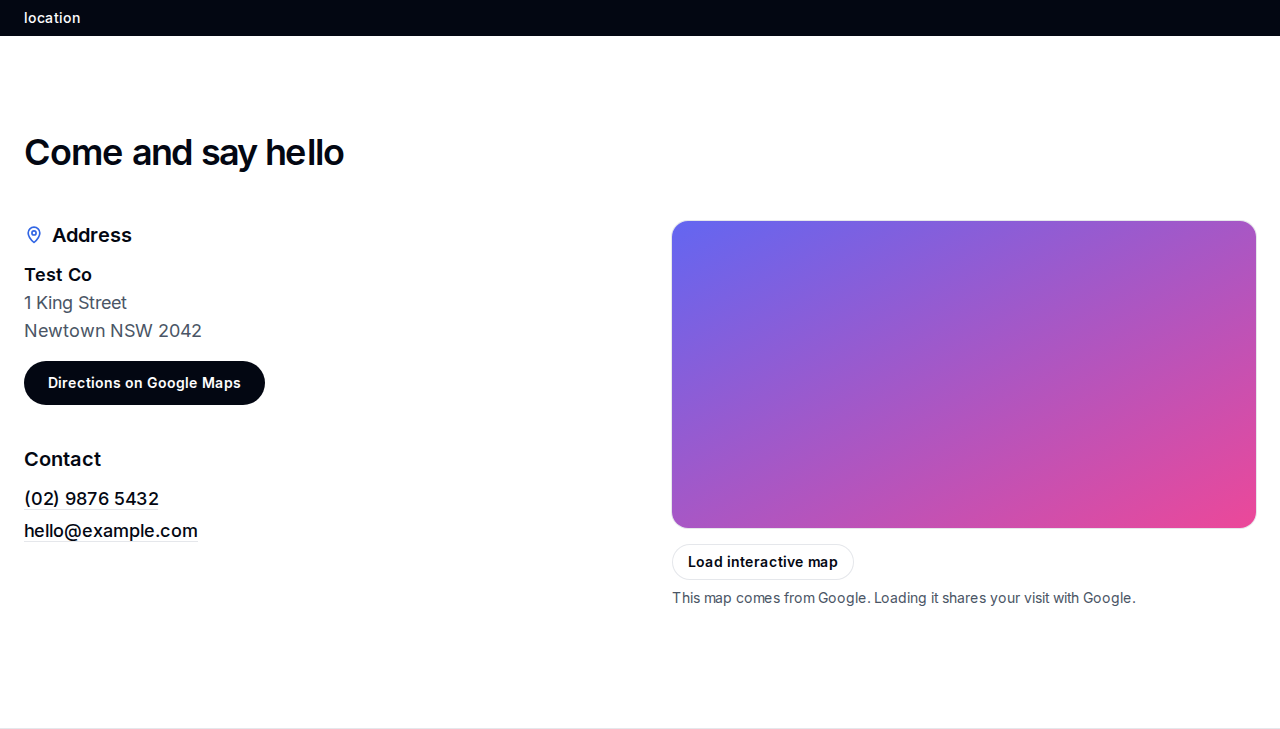 location
Come and say hello
Address
Test Co
1 King Street
Newtown NSW 2042
Directions on Google Maps
Contact
(02) 9876 5432
hello@example.com
Load interactive map
This map comes from Google. Loading it shares your visit with Google.